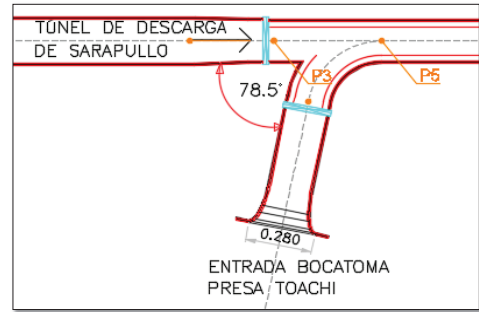 TÚNEL DE DESCARGA
DE SARAPULLO
P3
P5
78.5°
0.280
ENTRADA BOCATOMA
PRESA TOACHI